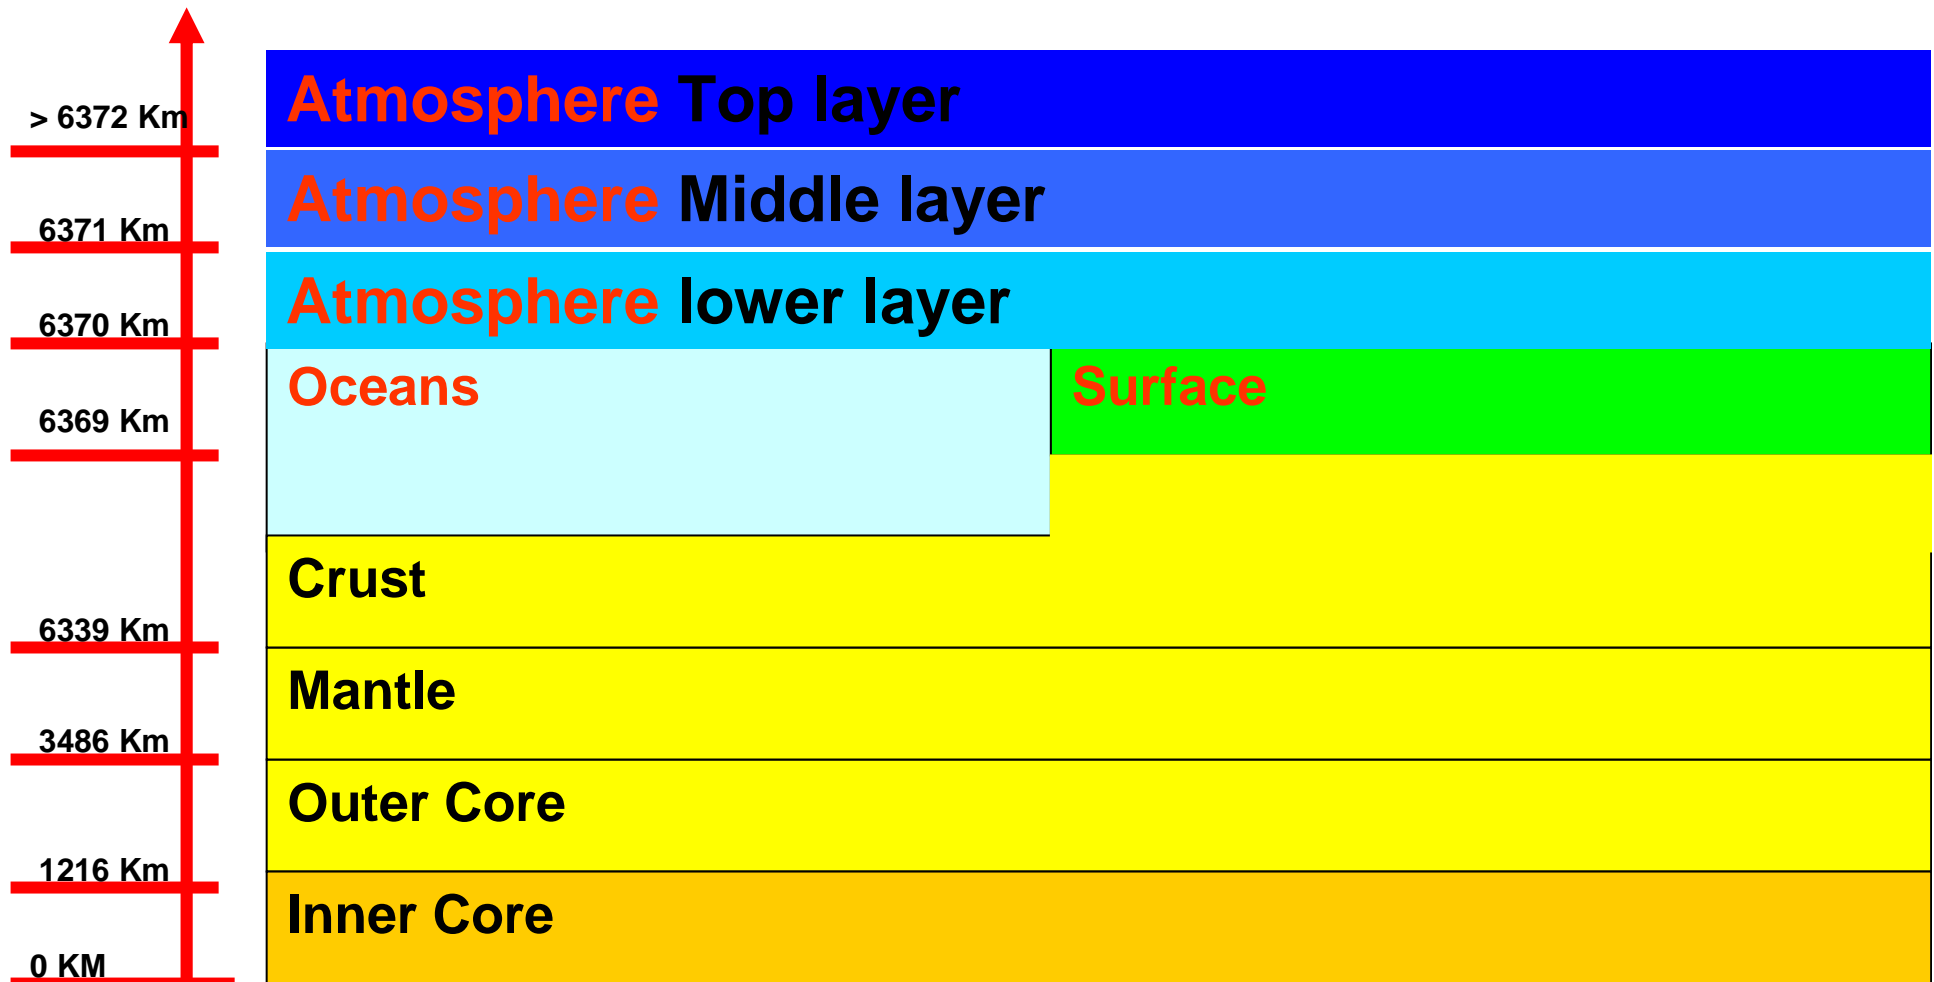 > 6372 Km
Atmosphere Top layer
Atmosphere Middle layer
6371 Km
Atmosphere lower layer
6370 Km
Oceans
Surface
6369 Km
Crust
6339 Km
Mantle
3486 Km
Outer Core
1216 Km
Inner Core
0 KM